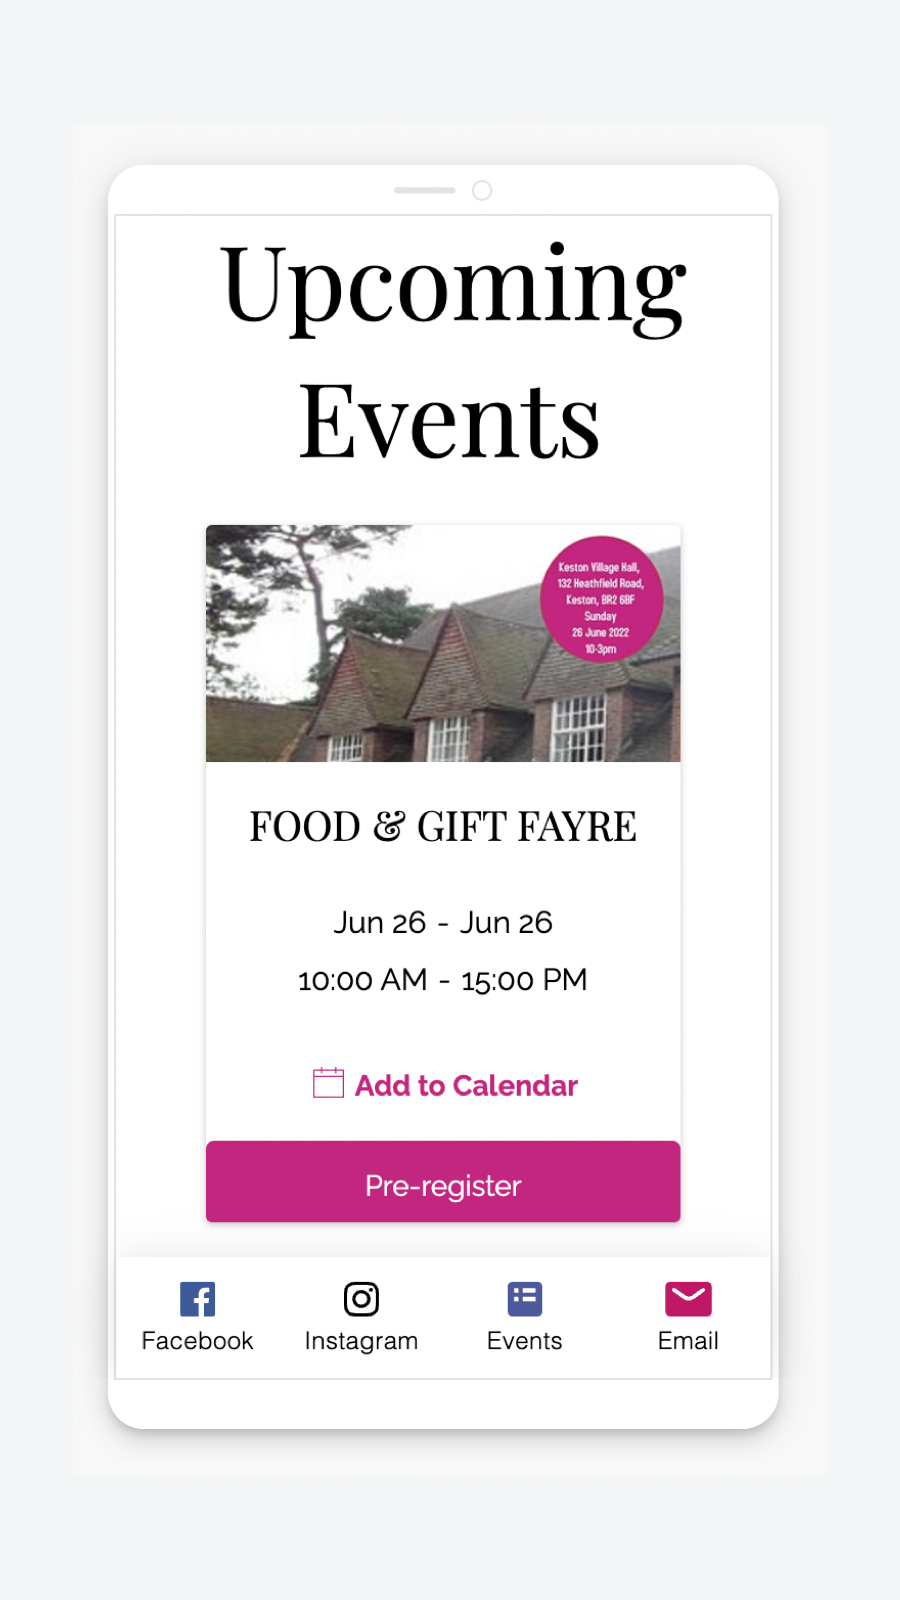 Upcoming
Events
Keston Village Hall,
132 Heathfield Road,
Keston, BR2 6BF
Sunday
26 June 2022
10-3pm
FOOD & GIFT FAYRE
Jun 26 - Jun 26
10:00 AM - 15:00 PM
Add to Calendar
Pre-register
Facebook
Instagram
Events
Email